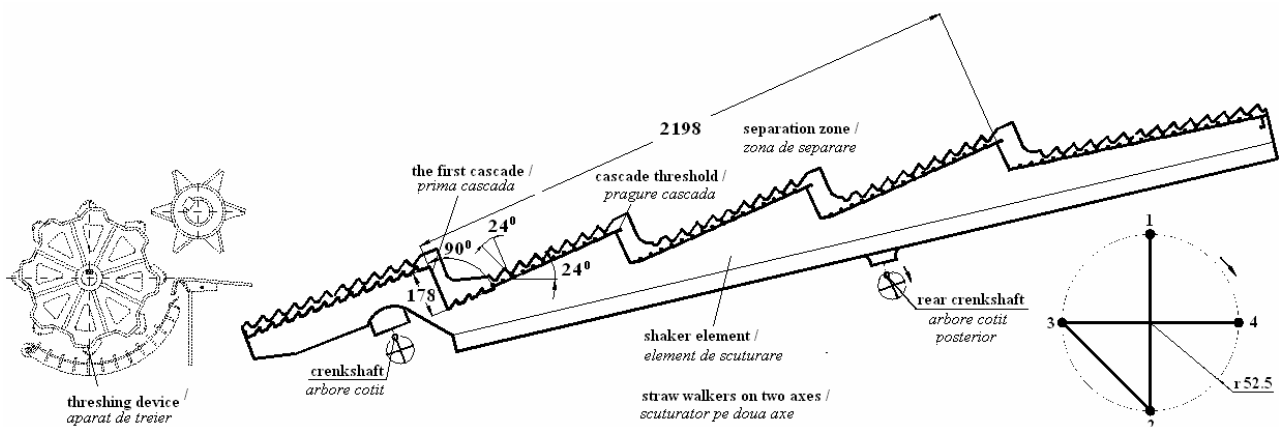 2198
separation zone /
zona de separare
the first cascade /
prima cascada
cascade threshold /
pragure cascada
24⁰
90⁰
24⁰
178
1
3
4
2
r 52.5
rear crenkshaft /
arbore cotit
posterior
shaker element /
element de scuturare
crenkshaft /
arbore cotit
threshing device /
aparat de treier
straw walkers on two axes /
scuturator pe doua axe